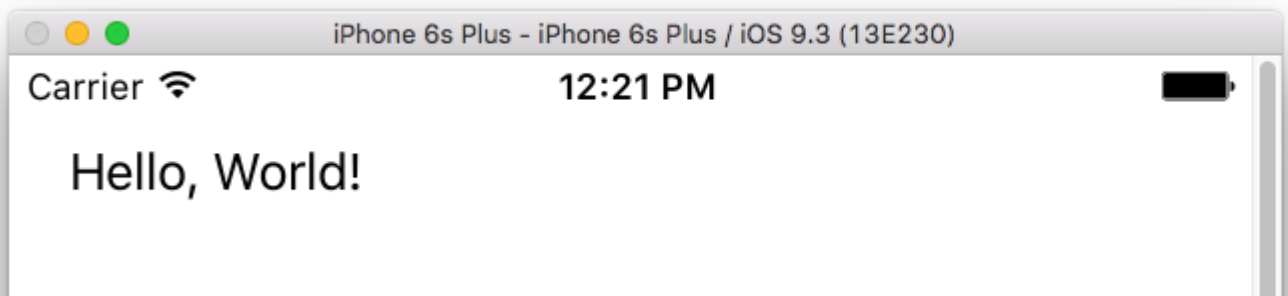 iPhone 6s Plus - iPhone 6s Plus / iOS 9.3 (13E230)
Carrier 12:21 PM
Hello, World!